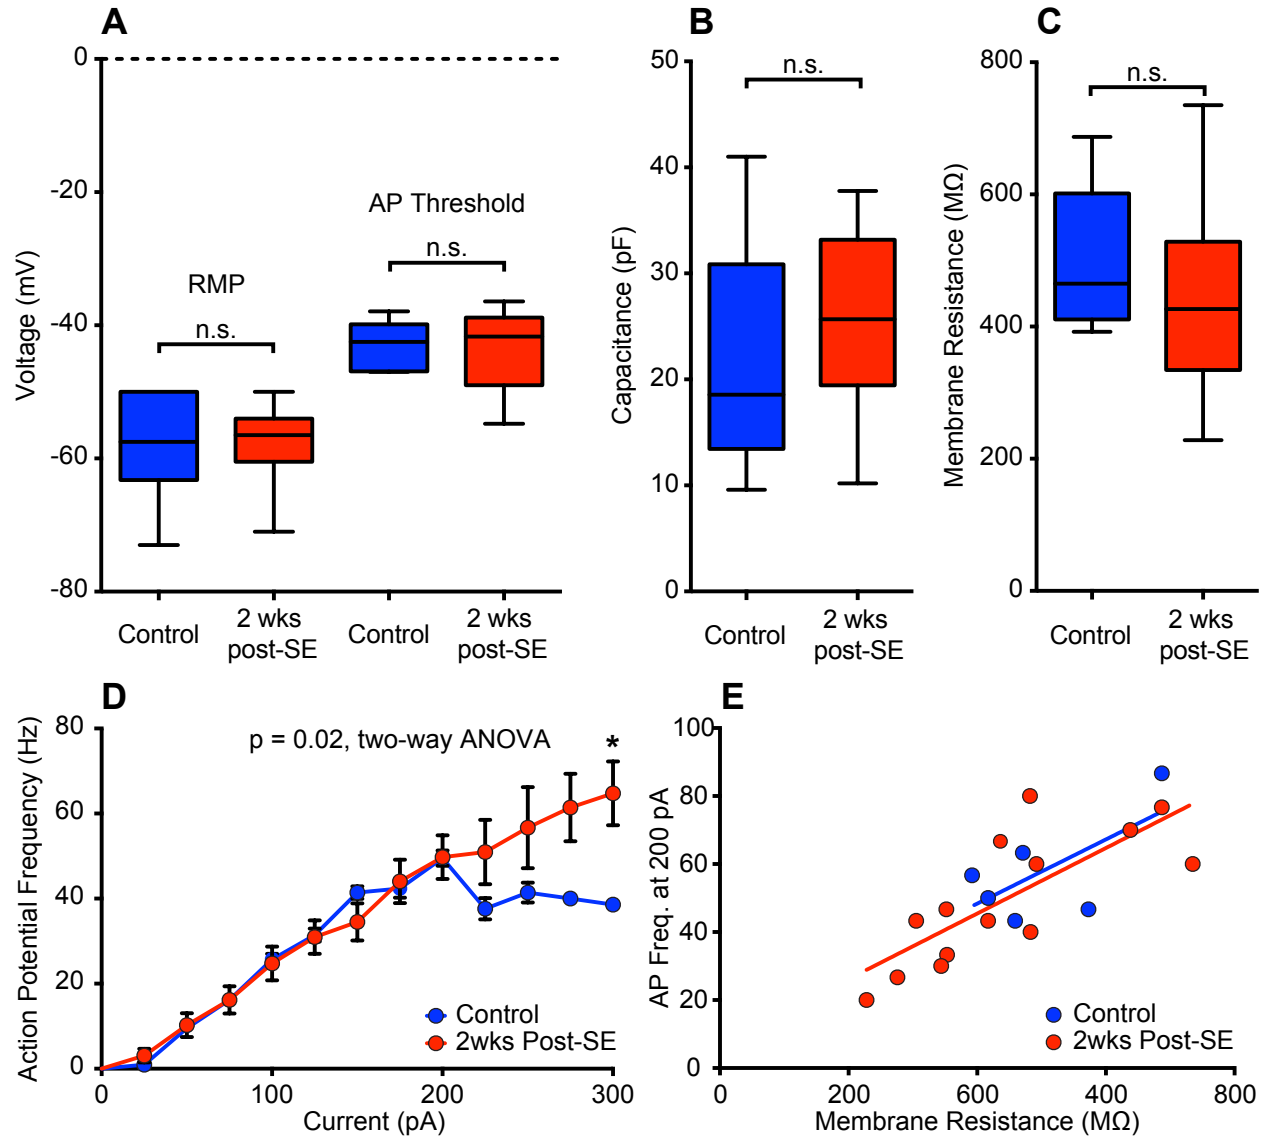 A
B
C
0
-20
-40
-60
-80
Voltage (mV)
RMP
n.s.
AP Threshold
n.s.
Control
2 wks
post-SE
Control
2 wks
post-SE
50
40
30
20
10
0
Capacitance (pF)
n.s.
Control
2 wks
post-SE
800
600
400
200
0
Membrane Resistance (MΩ)
n.s.
Control
2 wks
post-SE
D
80
60
40
20
0
Action Potential Frequency (Hz)
p = 0.02, two-way ANOVA
*
Control
2wks Post-SE
0
100
200
300
Current (pA)
E
100
80
60
40
20
0
AP Freq. at 200 pA
Control
2wks Post-SE
0
200
600
400
800
Membrane Resistance (MΩ)